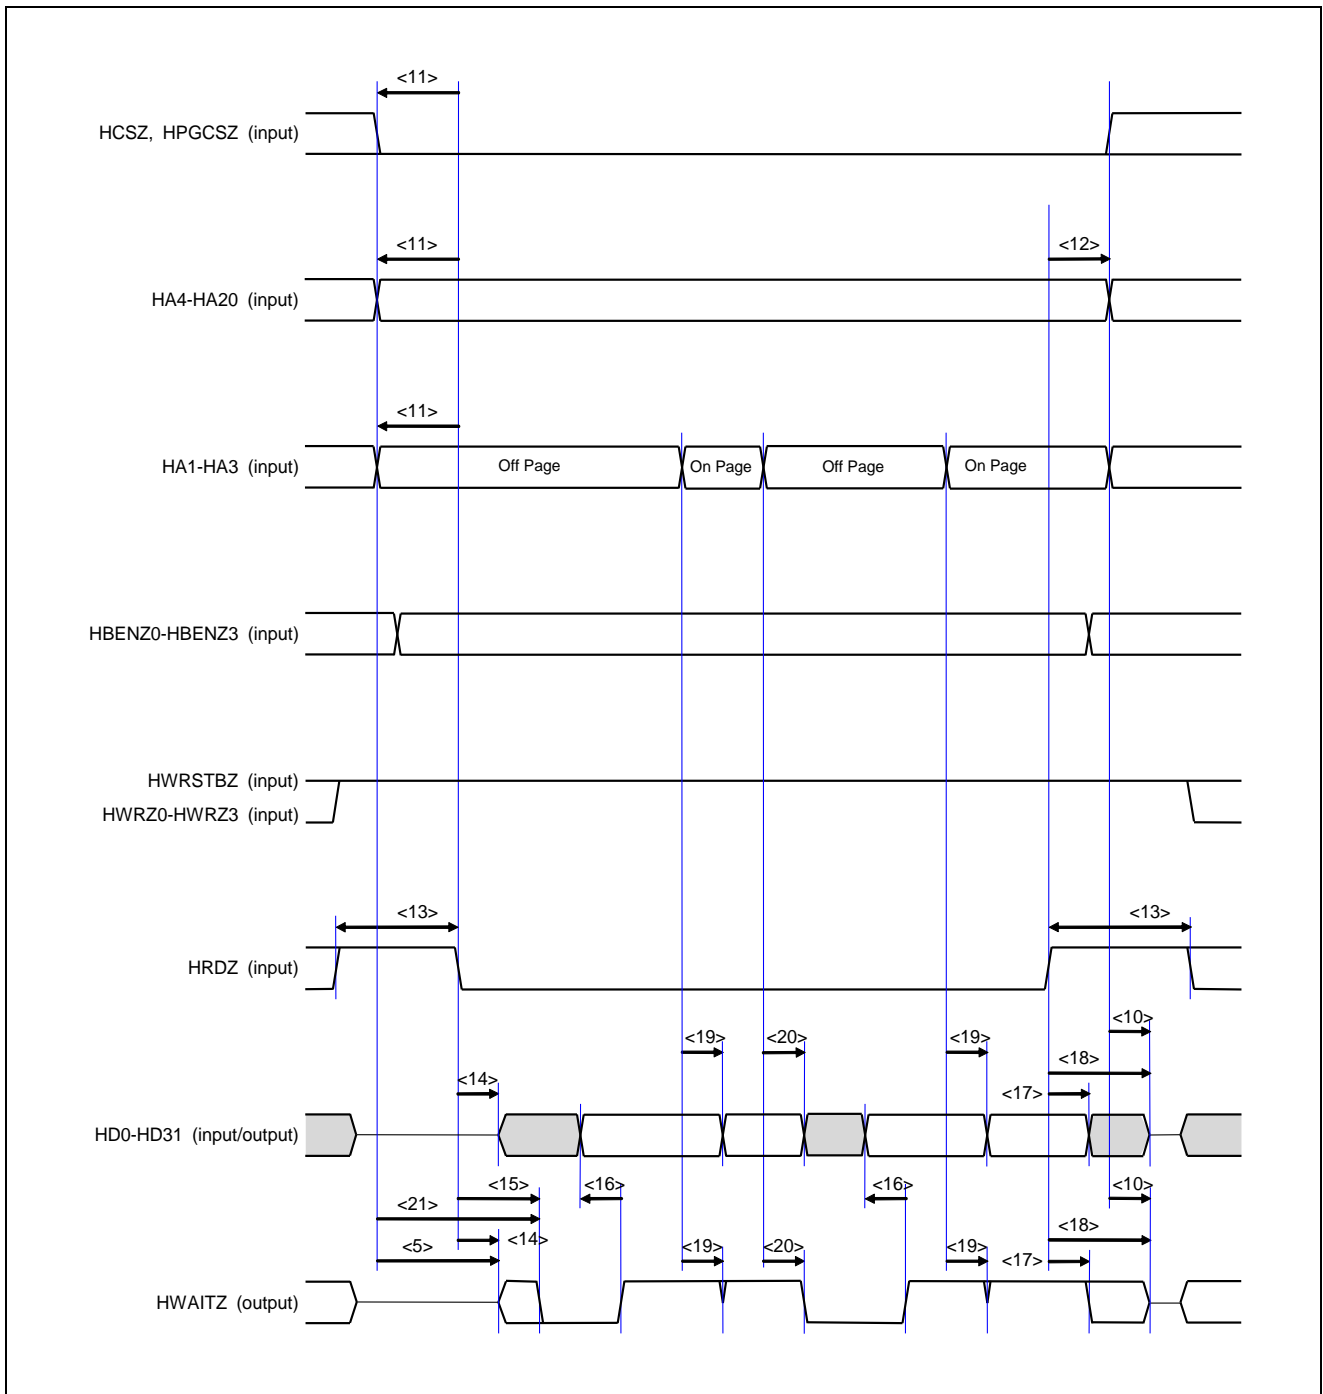 <11>
HCSZ, HPGCSZ (input)
<11>
<12>
HA4-HA20 (input)
<11>
HA1-HA3 (input)
Off Page
On Page
Off Page
On Page
HBENZ0-HBENZ3 (input)
HWRSTBZ (input)
HWRZ0-HWRZ3 (input)
<13>
<13>
HRDZ (input)
<10>
<19>
<20>
<19>
<18>
<14>
<17>
HD0-HD31 (input/output)
<15>
<16>
<16>
<10>
<21>
<18>
<5>
<14>
<19>
<20>
<19>
<17>
HWAITZ (output)